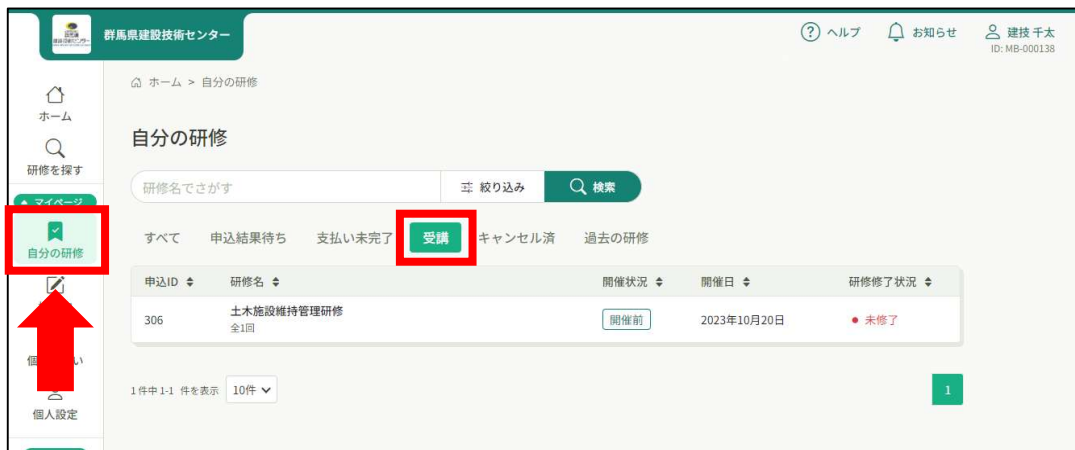 群馬県建設技術センター
ヘルプ
お知らせ
建技 千太
ID: MB-000138
ホーム > 自分の研修
ホーム
研修を探す
マイページ
自分の研修
個
い
個人設定
自分の研修
研修名でさがす
絞り込み
検索
すべて 申込結果待ち 支払い未完了 受講 キャンセル済 過去の研修
申込ID 研修名 開催状況 開催日 研修修了状況
306 土木施設維持管理研修 開催前 2023年10月20日 未修了
全1回
1件中 1-1 件を表示 10件 1